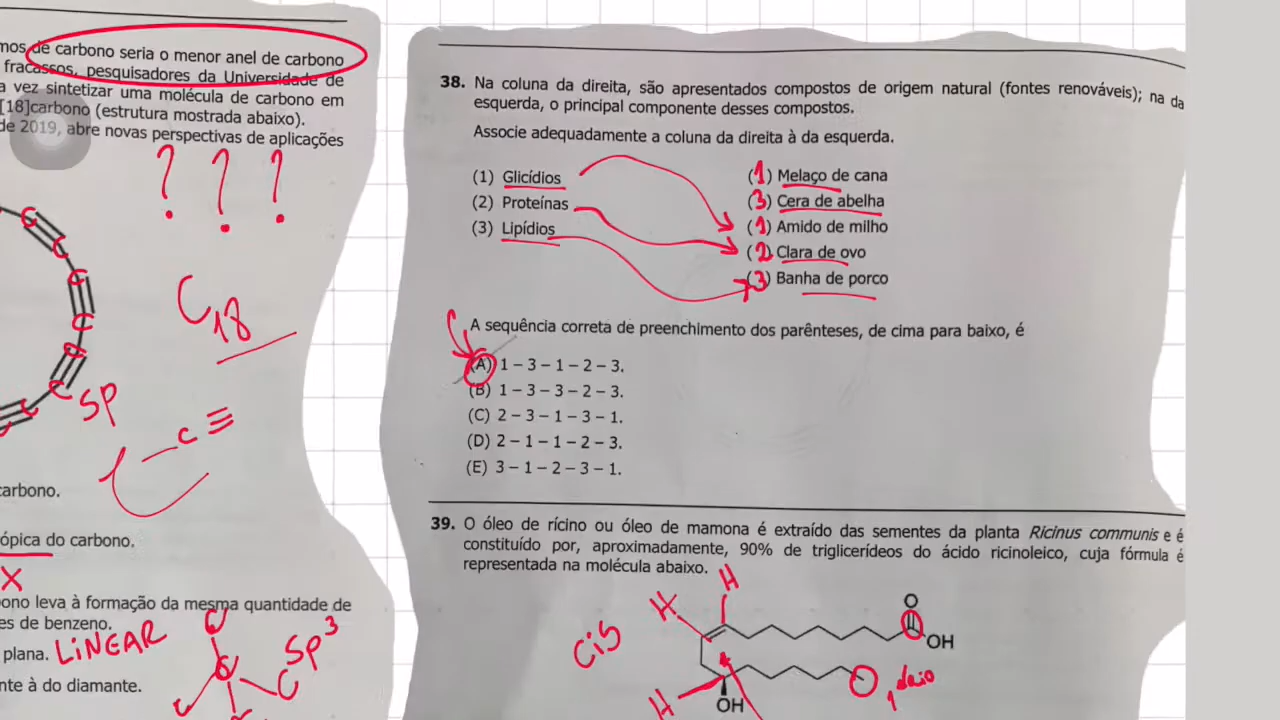 mos de carbono seria o menor anel de carbono
fracassos, pesquisadores da Universidade de
a vez sintetizar uma molécula de carbono em
[18]carbono (estrutura mostrada abaixo).
de 2019, abre novas perspectivas de aplicações
? ? ?
C
C
C
C
C
C
C
C18
SP
C ≡
carbono.
ópica do carbono.
X
ono leva à formação da mesma quantidade de
es de benzeno.
plana. LiNEAR
SP3
nte à do diamante.
38. Na coluna da direita, são apresentados compostos de origem natural (fontes renováveis); na da
esquerda, o principal componente desses compostos.
Associe adequadamente a coluna da direita à da esquerda.
(1) Glicídios
(2) Proteínas
(3) Lipídios
(1) Melaço de cana
(3) Cera de abelha
(1) Amido de milho
(2) Clara de ovo
(3) Banha de porco
A sequência correta de preenchimento dos parênteses, de cima para baixo, é
(A) 1 – 3 – 1 – 2 – 3.
(B) 1 – 3 – 3 – 2 – 3.
(C) 2 – 3 – 1 – 3 – 1.
(D) 2 – 1 – 1 – 2 – 3.
(E) 3 – 1 – 2 – 3 – 1.
39. O óleo de rícino ou óleo de mamona é extraído das sementes da planta Ricinus communis e é
constituído por, aproximadamente, 90% de triglicerídeos do ácido ricinoleico, cuja fórmula é
representada na molécula abaixo.
H
H
O
OH
CiS
H
OH